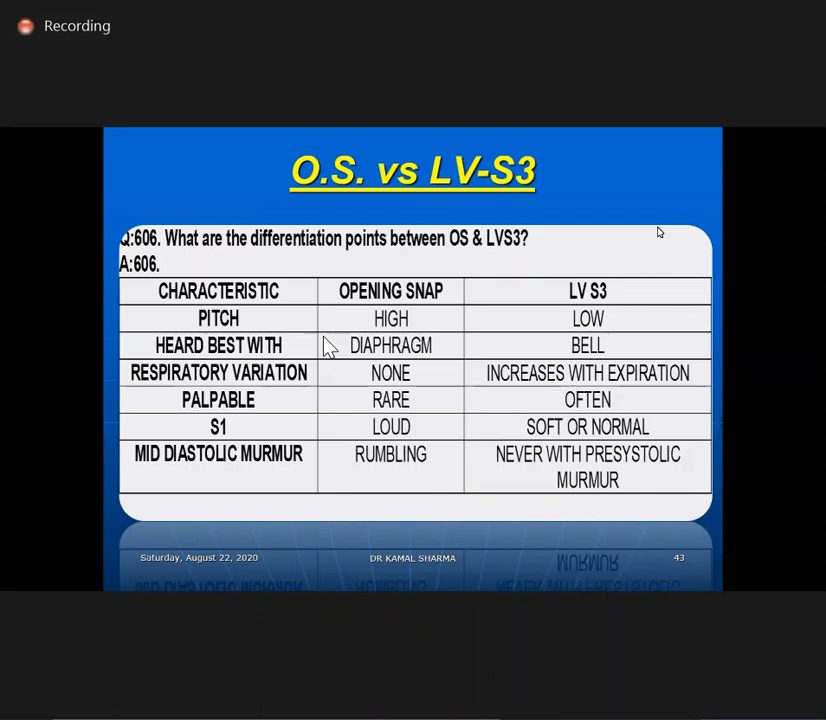 Recording
O.S. vs LV-S3
Q:606. What are the differentiation points between OS & LVS3?
A:606.
CHARACTERISTIC OPENING SNAP LV S3
PITCH HIGH LOW
HEARD BEST WITH DIAPHRAGM BELL
RESPIRATORY VARIATION NONE INCREASES WITH EXPIRATION
PALPABLE RARE OFTEN
S1 LOUD SOFT OR NORMAL
MID DIASTOLIC MURMUR RUMBLING NEVER WITH PRESYSTOLIC
MURMUR
Saturday, August 22, 2020 DR KAMAL SHARMA 43